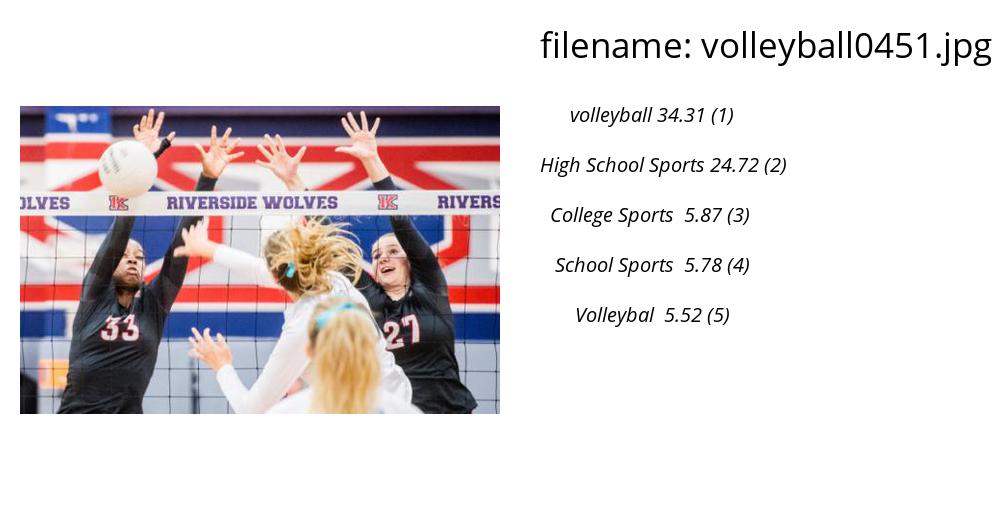 filename: volleyball0451.jpg
volleyball 34.31 (1)
High School Sports 24.72 (2)
College Sports  5.87 (3)
School Sports  5.78 (4)
Volleybal  5.52 (5)
OLVES RIVERSIDE WOLVES RIVERS
33
27